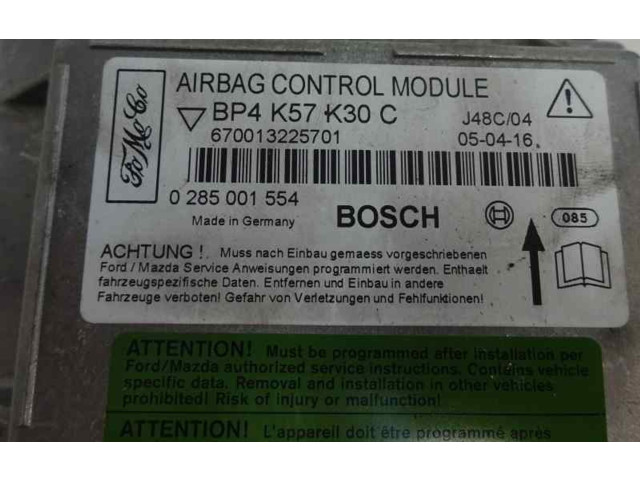 FoMoCo
AIRBAG CONTROL MODULE
BP4 K57 K30 C
J48C/04
670013225701
05-04-16
0 285 001 554
Made in Germany
BOSCH
085
ACHTUNG ! Muss nach Einbau gemaess vorgeschriebenen
Ford / Mazda Service Anweisungen programmiert werden. Enthaelt
fahrzeugspezifische Daten. Entfernen und Einbau in andere
Fahrzeuge verboten! Gefahr von Verletzungen und Fehlfunktionen!
ATTENTION! Must be programmed after installation per
Ford/Mazda authorized service instructions. Contains vehicle
specific data. Removal and installation in other vehicles
prohibited! Risk of injury or malfunction!
ATTENTION ! L'appareil doit être programmé après